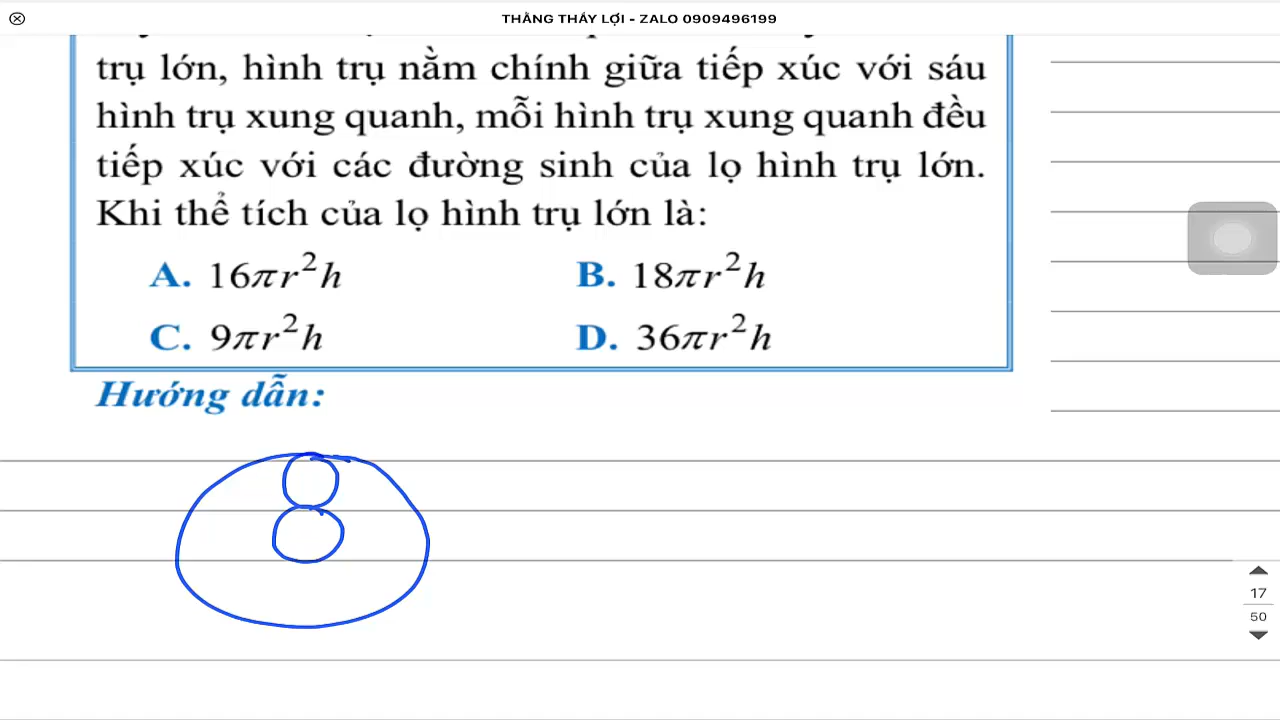 THẦNG THẦY LỢI - ZALO 0909496199
trụ lớn, hình trụ nằm chính giữa tiếp xúc với sáu
hình trụ xung quanh, mỗi hình trụ xung quanh đều
tiếp xúc với các đường sinh của lọ hình trụ lớn.
Khi thể tích của lọ hình trụ lớn là:
A. 16πr²h B. 18πr²h
C. 9πr²h D. 36πr²h
Hướng dẫn:
17
50